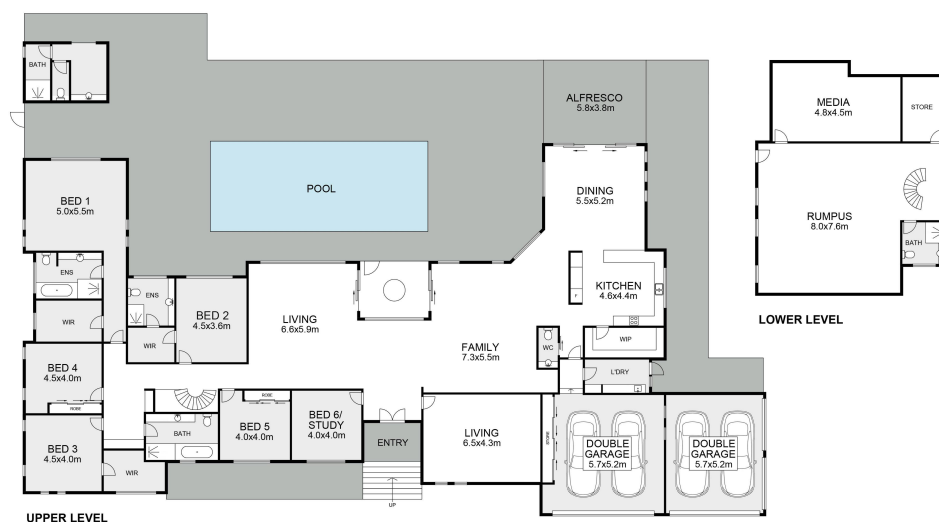 BATH
ALFRESCO
5.8x3.8m
MEDIA
4.8x4.5m
STORE
POOL
DINING
5.5x5.2m
BED 1
5.0x5.5m
RUMPUS
8.0x7.6m
BATH
ENS
ENS
KITCHEN
4.6x4.4m
F
WIR
BED 2
4.5x3.6m
LIVING
6.6x5.9m
LOWER LEVEL
WIR
FAMILY
7.3x5.5m
WC
WIP
BED 4
4.5x4.0m
ROBE
L'DRY
ROBE
BED 3
4.5x4.0m
BATH
BED 5
4.0x4.0m
BED 6/
STUDY
4.0x4.0m
ENTRY
LIVING
6.5x4.3m
STORE
DOUBLE
GARAGE
5.7x5.2m
DOUBLE
GARAGE
5.7x5.2m
WIR
UP
UPPER LEVEL